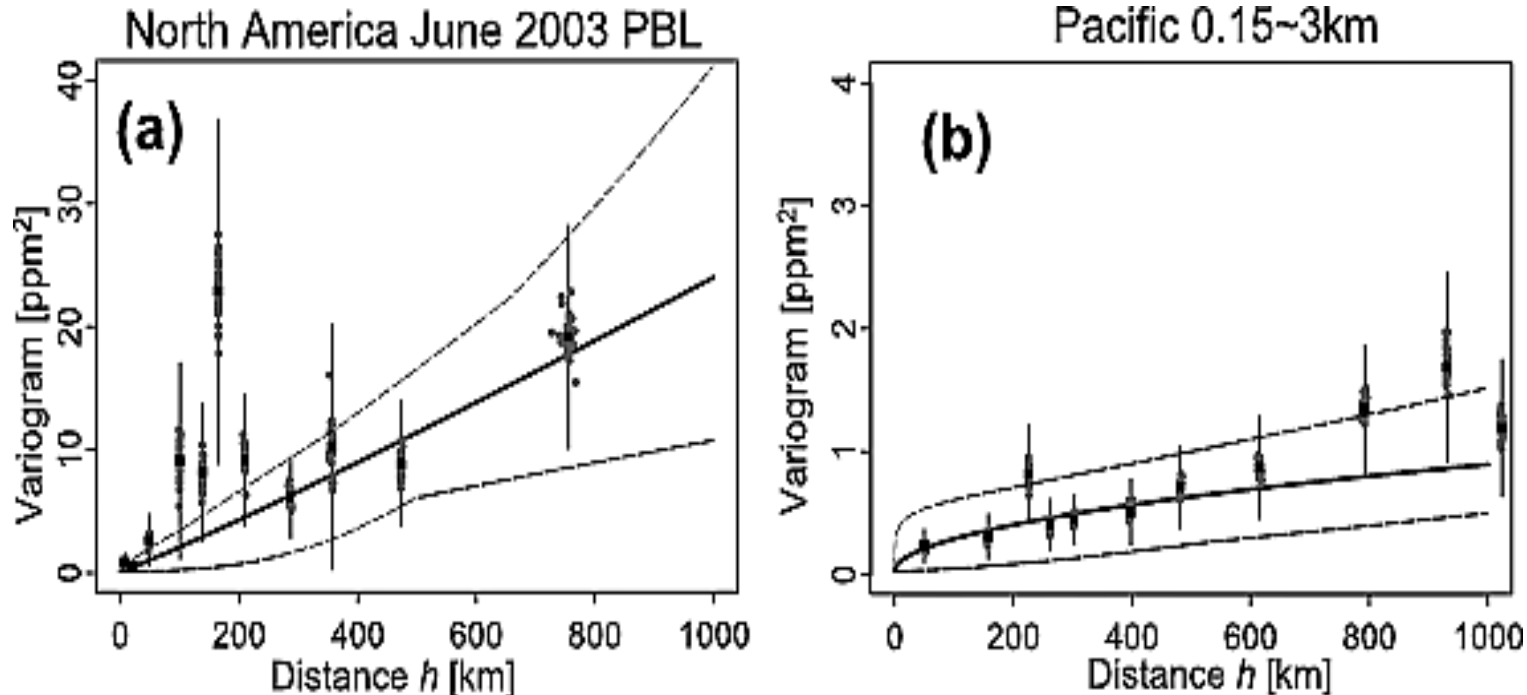 North America June 2003 PBL
(a)
Variogram [ppm²]
0 10 20 30 40
0 200 400 600 800 1000
Distance h [km]
Pacific 0.15~3km
(b)
Variogram [ppm²]
0 1 2 3 4
0 200 400 600 800 1000
Distance h [km]